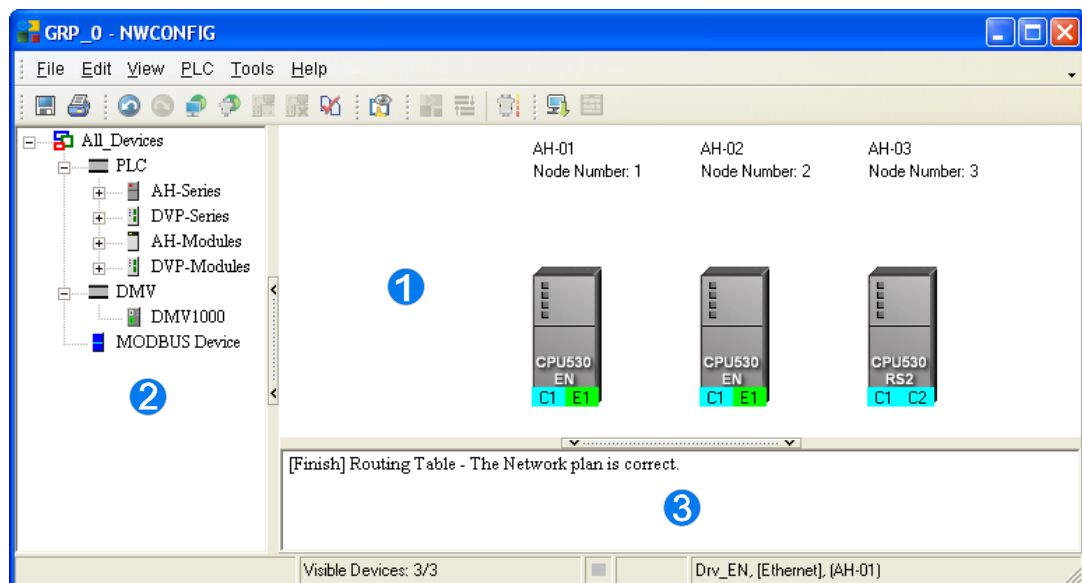 GRP_0 - NWCONFIG
File Edit View PLC Tools Help
All_Devices
PLC
AH-Series
DVP-Series
AH-Modules
DVP-Modules
DMV
DMV1000
MODBUS Device
2
AH-01 AH-02 AH-03
Node Number: 1 Node Number: 2 Node Number: 3
1
CPU530 CPU530 CPU530
EN EN RS2
C1 E1 C1 E1 C1 C2
[Finish] Routing Table - The Network plan is correct.
3
Visible Devices: 3/3 Drv_EN, [Ethernet], (AH-01)